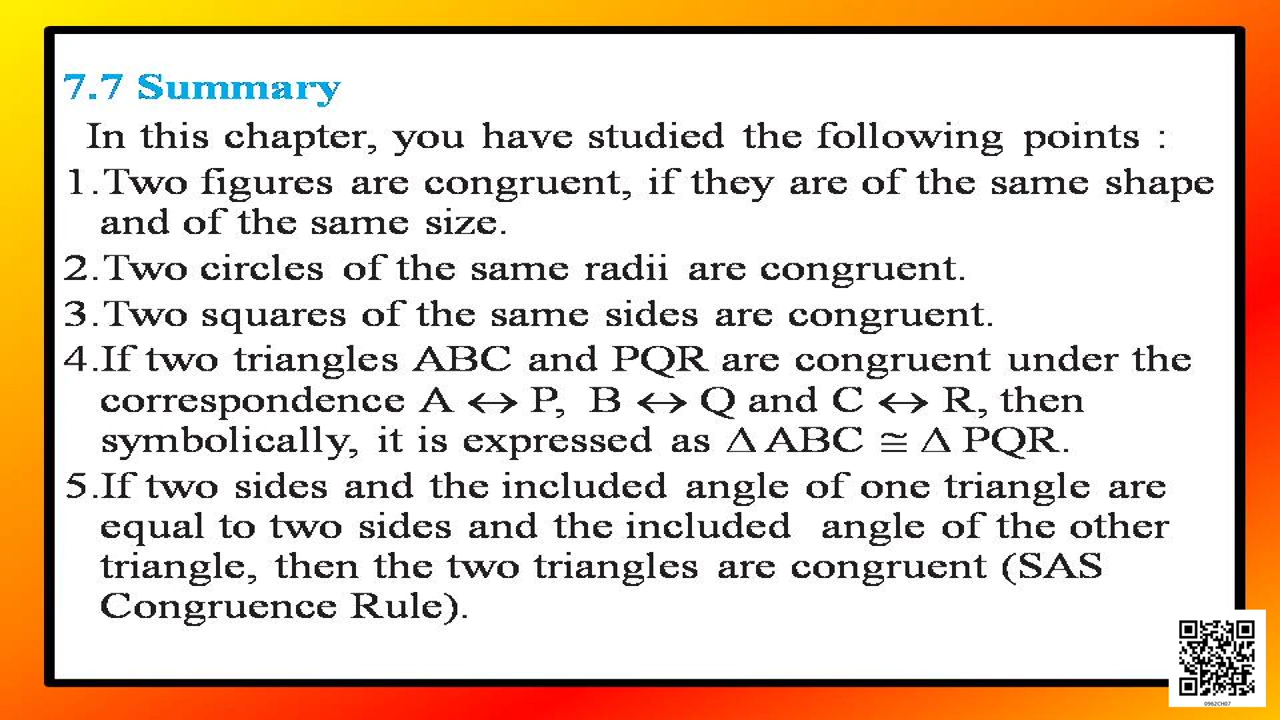 7.7 Summary
In this chapter, you have studied the following points :
1.Two figures are congruent, if they are of the same shape
and of the same size.
2.Two circles of the same radii are congruent.
3.Two squares of the same sides are congruent.
4.If two triangles ABC and PQR are congruent under the
correspondence A ↔ P, B ↔ Q and C ↔ R, then
symbolically, it is expressed as Δ ABC ≅ Δ PQR.
5.If two sides and the included angle of one triangle are
equal to two sides and the included angle of the other
triangle, then the two triangles are congruent (SAS
Congruence Rule).
0962CH07